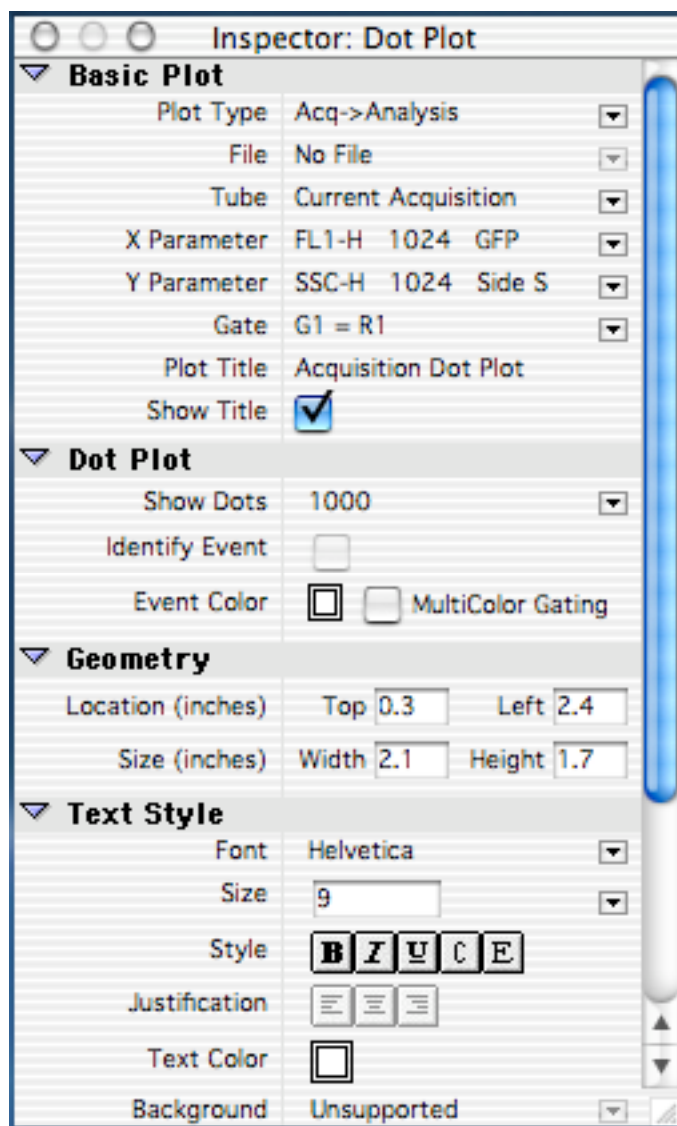 Inspector: Dot Plot
Basic Plot
Plot Type Acq->Analysis
File No File
Tube Current Acquisition
X Parameter FL1-H 1024 GFP
Y Parameter SSC-H 1024 Side S
Gate G1 = R1
Plot Title Acquisition Dot Plot
Show Title
Dot Plot
Show Dots 1000
Identify Event
Event Color MultiColor Gating
Geometry
Location (inches) Top 0.3 Left 2.4
Size (inches) Width 2.1 Height 1.7
Text Style
Font Helvetica
Size 9
Style B I U C E
Justification
Text Color
Background Unsupported